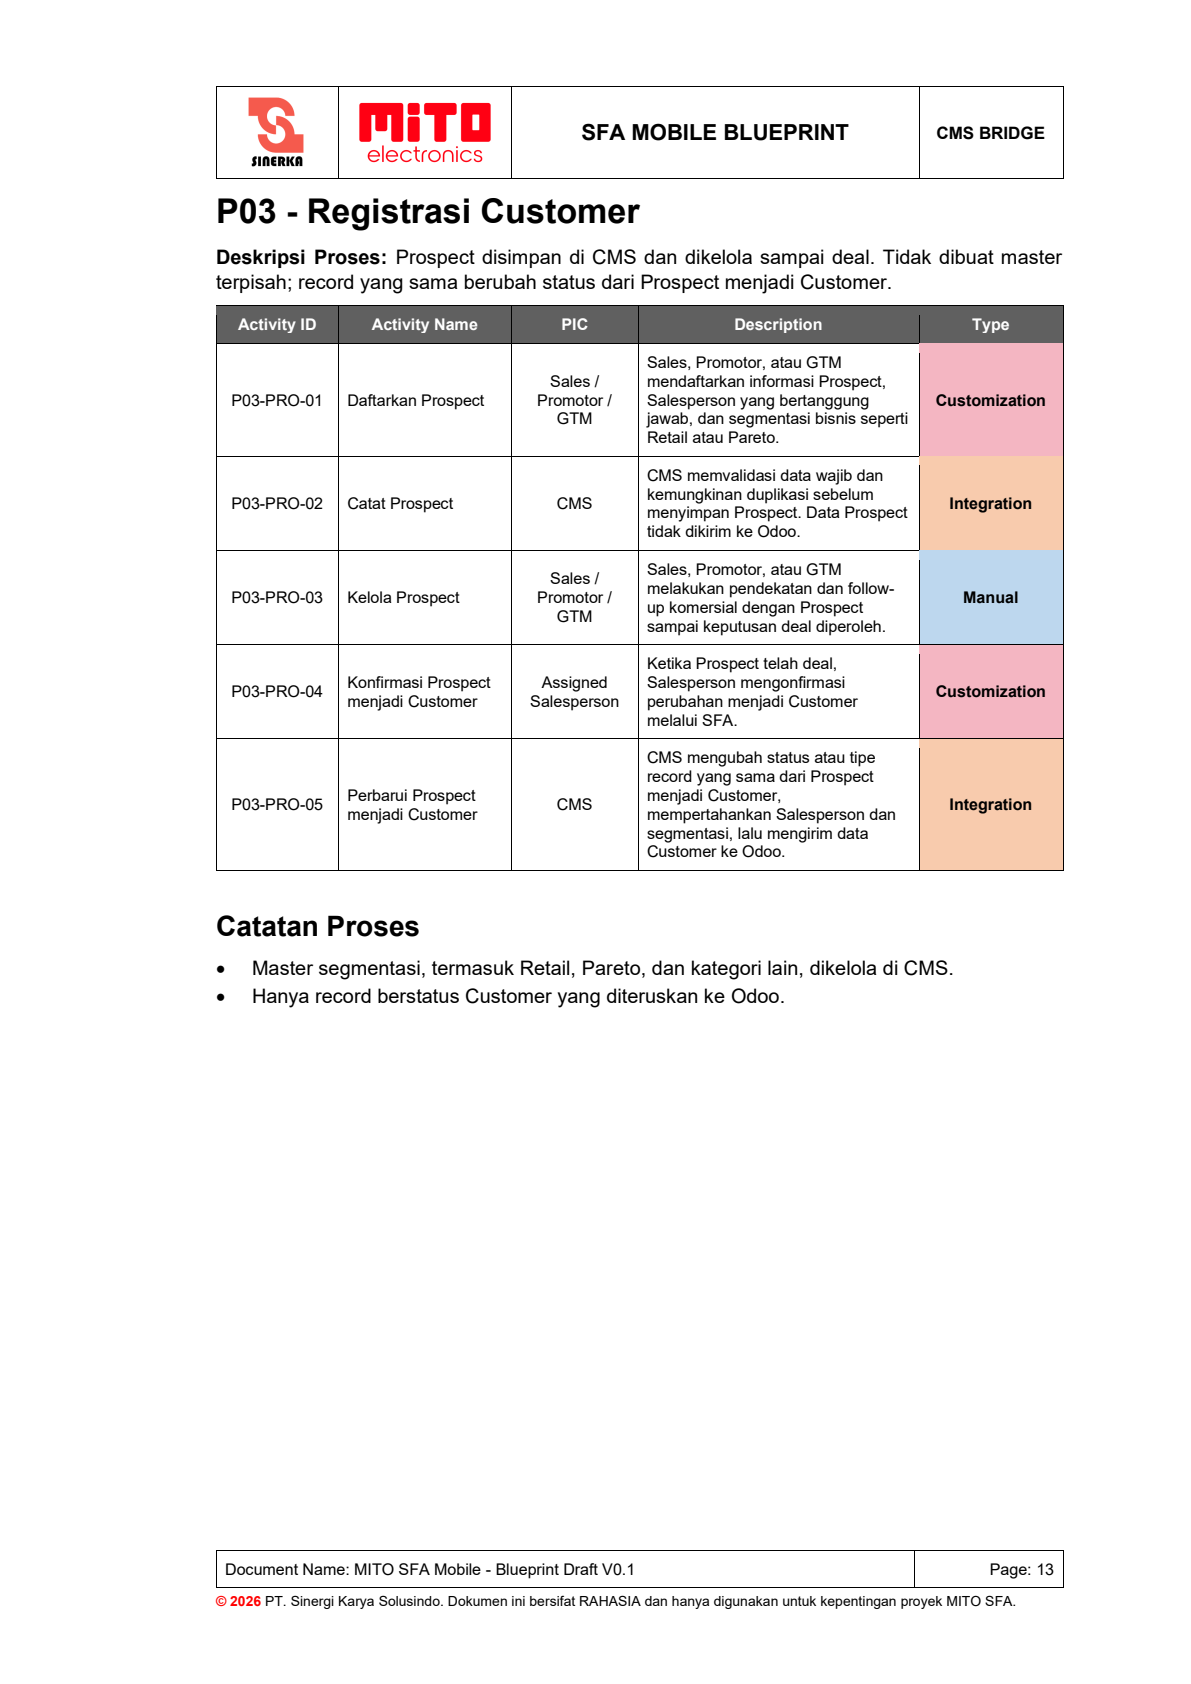 SINERKA
MiTO
electronics
SFA MOBILE BLUEPRINT
CMS BRIDGE
P03 - Registrasi Customer
Deskripsi Proses: Prospect disimpan di CMS dan dikelola sampai deal. Tidak dibuat master
terpisah; record yang sama berubah status dari Prospect menjadi Customer.
Activity ID
Activity Name
PIC
Description
Type
P03-PRO-01
Daftarkan Prospect
Sales /
Promotor /
GTM
Sales, Promotor, atau GTM
mendaftarkan informasi Prospect,
Salesperson yang bertanggung
jawab, dan segmentasi bisnis seperti
Retail atau Pareto.
Customization
P03-PRO-02
Catat Prospect
CMS
CMS memvalidasi data wajib dan
kemungkinan duplikasi sebelum
menyimpan Prospect. Data Prospect
tidak dikirim ke Odoo.
Integration
P03-PRO-03
Kelola Prospect
Sales /
Promotor /
GTM
Sales, Promotor, atau GTM
melakukan pendekatan dan follow-
up komersial dengan Prospect
sampai keputusan deal diperoleh.
Manual
P03-PRO-04
Konfirmasi Prospect
menjadi Customer
Assigned
Salesperson
Ketika Prospect telah deal,
Salesperson mengonfirmasi
perubahan menjadi Customer
melalui SFA.
Customization
P03-PRO-05
Perbarui Prospect
menjadi Customer
CMS
CMS mengubah status atau tipe
record yang sama dari Prospect
menjadi Customer,
mempertahankan Salesperson dan
segmentasi, lalu mengirim data
Customer ke Odoo.
Integration
Catatan Proses
• Master segmentasi, termasuk Retail, Pareto, dan kategori lain, dikelola di CMS.
• Hanya record berstatus Customer yang diteruskan ke Odoo.
Document Name: MITO SFA Mobile - Blueprint Draft V0.1
Page: 13
© 2026 PT. Sinergi Karya Solusindo. Dokumen ini bersifat RAHASIA dan hanya digunakan untuk kepentingan proyek MITO SFA.